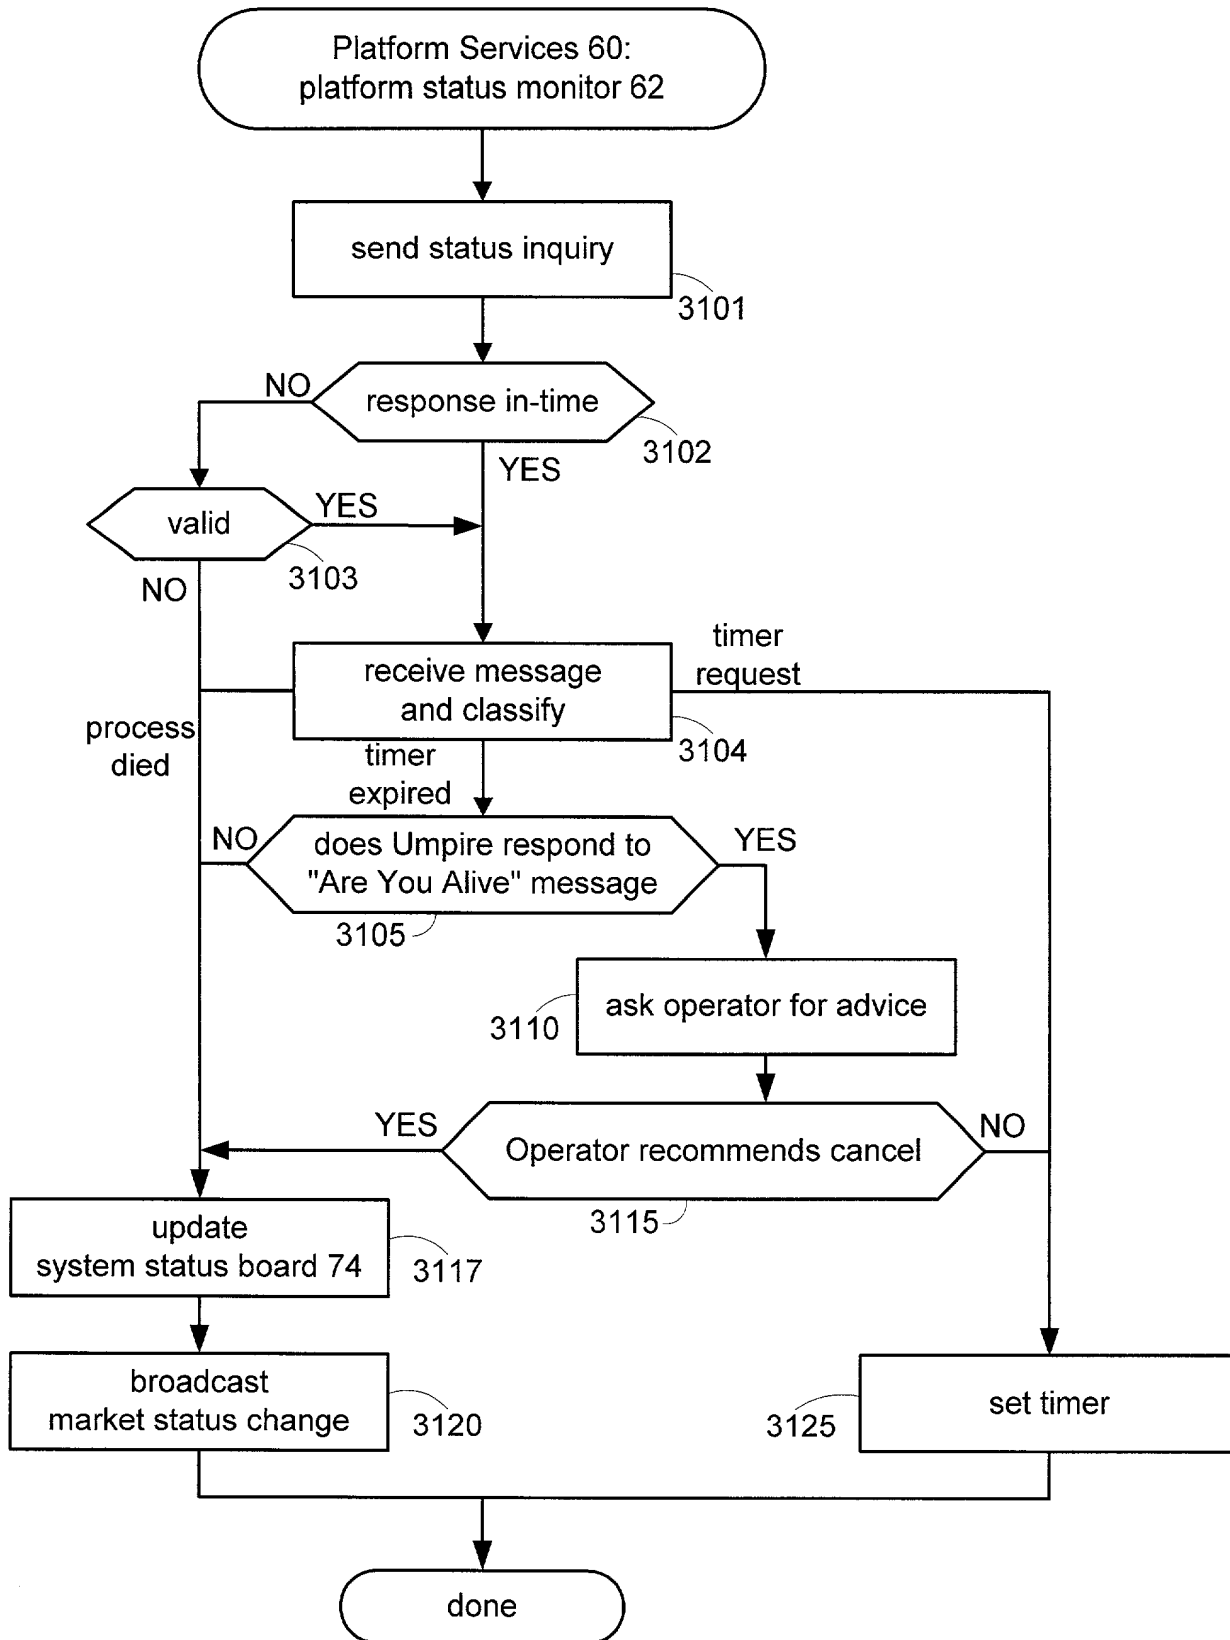 Platform Services 60:
platform status monitor 62
send status inquiry
3101
NO
response in-time
3102
YES
valid
YES
3103
NO
timer
request
receive message
and classify
3104
process
died
timer
expired
NO
does Umpire respond to
"Are You Alive" message
YES
3105
ask operator for advice
3110
YES
Operator recommends cancel
NO
3115
update
system status board 74
3117
broadcast
market status change
3120
set timer
3125
done